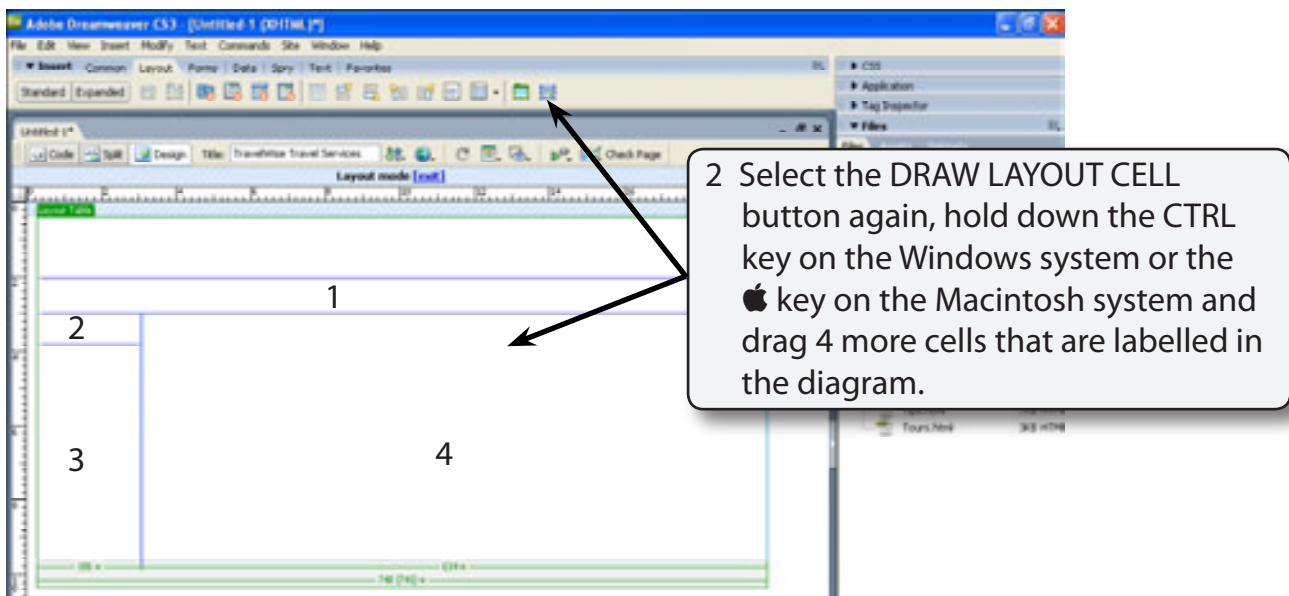 Adobe Dreamweaver CS3 - [Untitled-1 (XHTML)*]
File Edit View Insert Modify Text Commands Site Window Help
Insert Common Layout Forms Data Spry Text Favorites
CSS
Standard Expanded
Application
Tag Inspector
Untitled-1*
Files
Code Split Design Title: TravelWise Travel Services Check Page
Layout mode [exit]
Layout Table
2 Select the DRAW LAYOUT CELL
button again, hold down the CTRL
key on the Windows system or the
key on the Macintosh system and
drag 4 more cells that are labelled in
the diagram.
1
2
3
4
Tours.html 3KB HTML